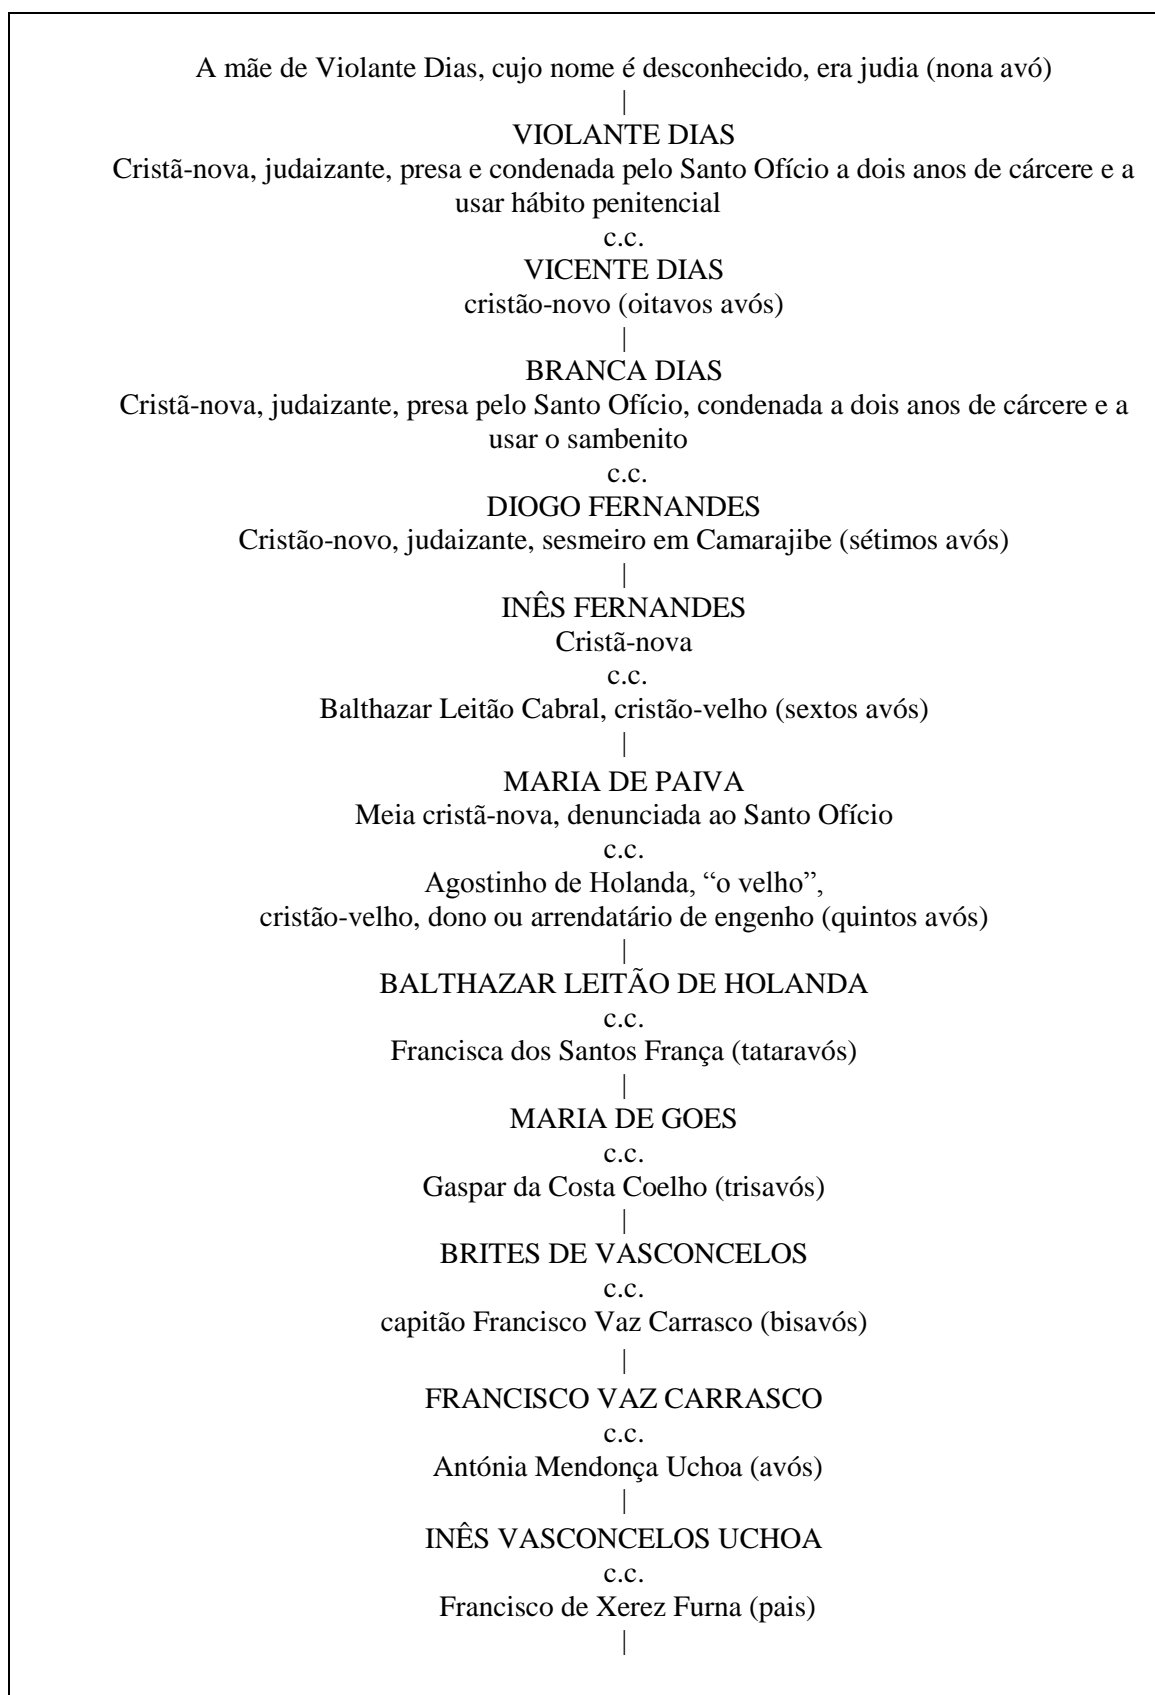 A mãe de Violante Dias, cujo nome é desconhecido, era judia (nona avó)
|
VIOLANTE DIAS
Cristã-nova, judaizante, presa e condenada pelo Santo Ofício a dois anos de cárcere e a
usar hábito penitencial
c.c.
VICENTE DIAS
cristão-novo (oitavos avós)
|
BRANCA DIAS
Cristã-nova, judaizante, presa pelo Santo Ofício, condenada a dois anos de cárcere e a
usar o sambenito
c.c.
DIOGO FERNANDES
Cristão-novo, judaizante, sesmeiro em Camarajibe (sétimos avós)
|
INÊS FERNANDES
Cristã-nova
c.c.
Balthazar Leitão Cabral, cristão-velho (sextos avós)
|
MARIA DE PAIVA
Meia cristã-nova, denunciada ao Santo Ofício
c.c.
Agostinho de Holanda, “o velho”,
cristão-velho, dono ou arrendatário de engenho (quintos avós)
|
BALTHAZAR LEITÃO DE HOLANDA
c.c.
Francisca dos Santos França (tataravós)
|
MARIA DE GOES
c.c.
Gaspar da Costa Coelho (trisavós)
|
BRITES DE VASCONCELOS
c.c.
capitão Francisco Vaz Carrasco (bisavós)
|
FRANCISCO VAZ CARRASCO
c.c.
Antónia Mendonça Uchoa (avós)
|
INÊS VASCONCELOS UCHOA
c.c.
Francisco de Xerez Furna (pais)
|